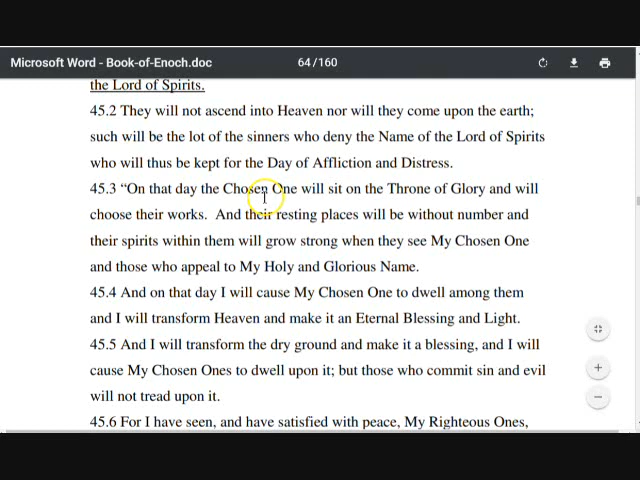 Microsoft Word - Book-of-Enoch.doc 64/160
the Lord of Spirits.
45.2 They will not ascend into Heaven nor will they come upon the earth;
such will be the lot of the sinners who deny the Name of the Lord of Spirits
who will thus be kept for the Day of Affliction and Distress.
45.3 “On that day the Chosen One will sit on the Throne of Glory and will
choose their works. And their resting places will be without number and
their spirits within them will grow strong when they see My Chosen One
and those who appeal to My Holy and Glorious Name.
45.4 And on that day I will cause My Chosen One to dwell among them
and I will transform Heaven and make it an Eternal Blessing and Light.
45.5 And I will transform the dry ground and make it a blessing, and I will
cause My Chosen Ones to dwell upon it; but those who commit sin and evil
will not tread upon it.
45.6 For I have seen, and have satisfied with peace, My Righteous Ones,